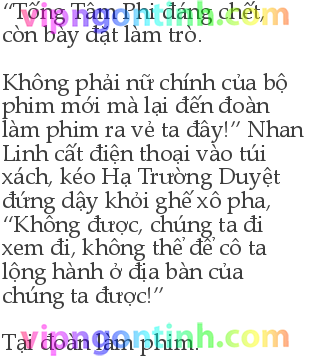 “Tống Tâm Phi đáng chết,
còn bày đặt làm trò.
Không phải nữ chính của bộ
phim mới mà lại đến đoàn
làm phim ra vẻ ta đây!” Nhan
Linh cất điện thoại vào túi
xách, kéo Hạ Trường Duyệt
đứng dậy khỏi ghế xô pha,
“Không được, chúng ta đi
xem đi, không thể để cô ta
lộng hành ở địa bàn của
chúng ta được!”
Tại đoàn làm phim.
vipngontinh.com
vipngontinh.com